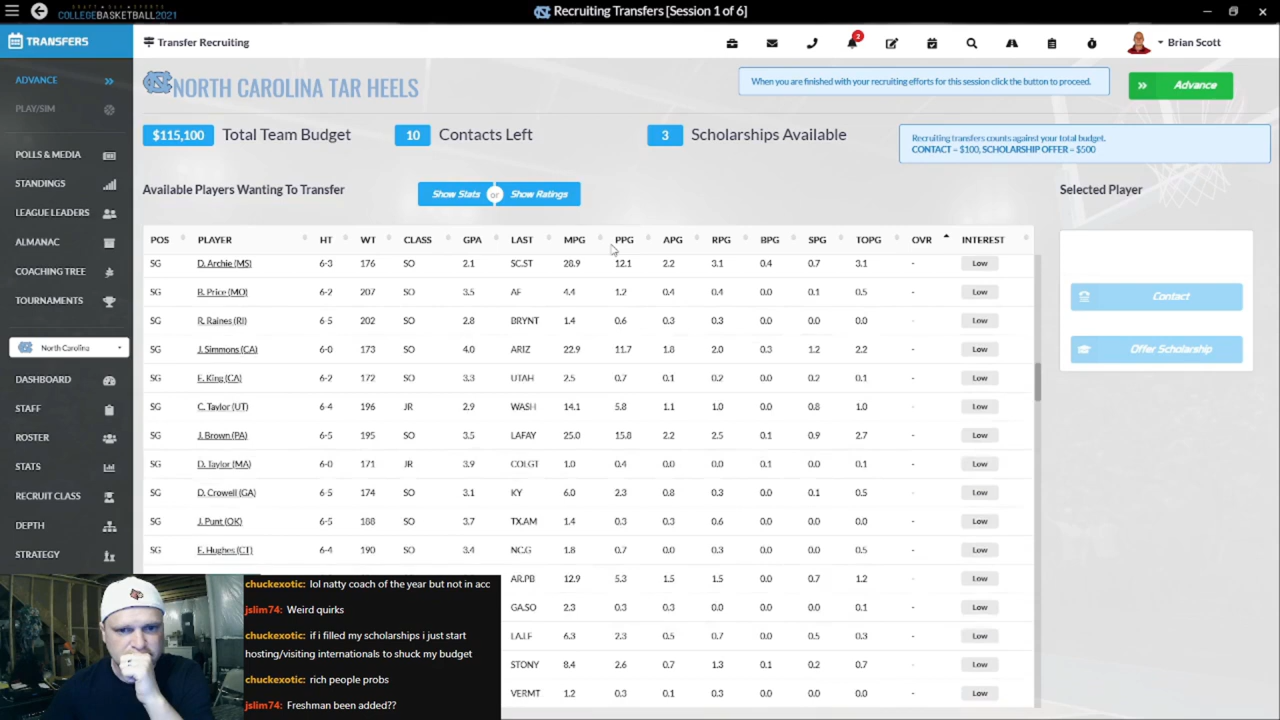 DRAFT DAY SPORTS
COLLEGEBASKETBALL2021
Recruiting Transfers [Session 1 of 6]
TRANSFERS
Transfer Recruiting
2
Brian Scott
ADVANCE
PLAY/SIM
POLLS & MEDIA
STANDINGS
LEAGUE LEADERS
ALMANAC
COACHING TREE
TOURNAMENTS
North Carolina
DASHBOARD
STAFF
ROSTER
STATS
RECRUIT CLASS
DEPTH
STRATEGY
NORTH CAROLINA TAR HEELS
When you are finished with your recruiting efforts for this session click the button to proceed.
Advance
$115,100 Total Team Budget 10 Contacts Left 3 Scholarships Available
Recruiting transfers counts against your total budget.
CONTACT = $100, SCHOLARSHIP OFFER = $500
Available Players Wanting To Transfer
Show Stats or Show Ratings
Selected Player
Contact
Offer Scholarship
POS PLAYER HT WT CLASS GPA LAST MPG PPG APG RPG BPG SPG TOPG OVR INTEREST
SG D. Archie (MS) 6-3 176 SO 2.1 SC.ST 28.9 12.1 2.2 3.1 0.4 0.7 3.1 - Low
SG B. Price (MO) 6-2 207 SO 3.5 AF 4.4 1.2 0.4 0.4 0.0 0.1 0.5 - Low
SG R. Raines (RI) 6-5 202 SO 2.8 BRYNT 1.4 0.6 0.3 0.3 0.0 0.0 0.0 - Low
SG J. Simmons (CA) 6-0 173 SO 4.0 ARIZ 22.9 11.7 1.8 2.0 0.3 1.2 2.2 - Low
SG E. King (CA) 6-2 172 SO 3.3 UTAH 2.5 0.7 0.1 0.2 0.0 0.2 0.1 - Low
SG C. Taylor (UT) 6-4 196 JR 2.9 WASH 14.1 5.8 1.1 1.0 0.0 0.8 1.0 - Low
SG J. Brown (PA) 6-5 195 SO 3.5 LAFAY 25.0 15.8 2.2 2.5 0.1 0.9 2.7 - Low
SG D. Taylor (MA) 6-0 171 JR 3.9 COLGT 1.0 0.4 0.0 0.0 0.1 0.0 0.0 - Low
SG D. Crowell (GA) 6-5 174 SO 3.1 KY 6.0 2.3 0.8 0.3 0.0 0.1 0.5 - Low
SG J. Punt (OK) 6-5 188 SO 3.7 TX.AM 1.4 0.3 0.3 0.6 0.0 0.0 0.0 - Low
SG E. Hughes (CT) 6-4 190 SO 3.4 NC.G 1.8 0.7 0.0 0.3 0.0 0.0 0.5 - Low
AR.PB 12.9 5.3 1.5 1.5 0.0 0.7 1.2 - Low
GA.SO 2.3 0.3 0.3 0.3 0.0 0.0 0.1 - Low
LA.LF 6.3 2.3 0.5 0.7 0.0 0.5 0.3 - Low
STONY 8.4 2.6 0.7 1.3 0.1 0.2 0.7 - Low
VERMT 1.2 0.3 0.1 0.3 0.0 0.0 0.0 - Low
chuckexotic: lol natty coach of the year but not in acc
jslim74: Weird quirks
chuckexotic: if i filled my scholarships i just start
hosting/visiting internationals to shuck my budget
chuckexotic: rich people probs
jslim74: Freshman been added??